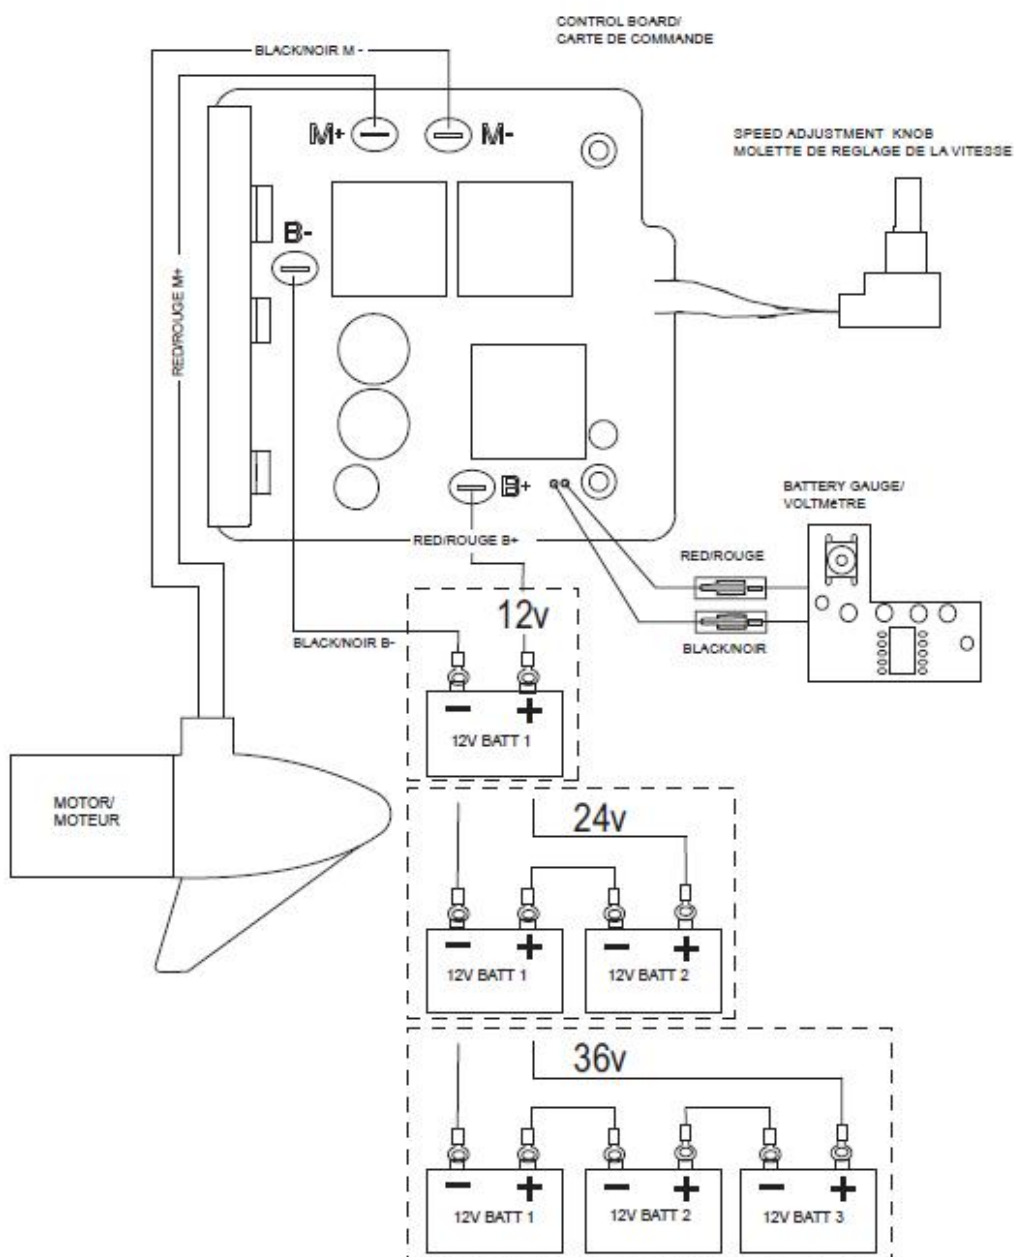 CONTROL BOARD/
CARTE DE COMMANDE
BLACK/NOIR M -
M+
M-
SPEED ADJUSTMENT KNOB
MOLETTE DE REGLAGE DE LA VITESSE
B-
RED/ROUGE M+
B+
BATTERY GAUGE/
VOLTMèTRE
RED/ROUGE B+
RED/ROUGE
12v
BLACK/NOIR B-
BLACK/NOIR
- +
12V BATT 1
MOTOR/
MOTEUR
24v
- + - +
12V BATT 1 12V BATT 2
36v
- + - + - +
12V BATT 1 12V BATT 2 12V BATT 3